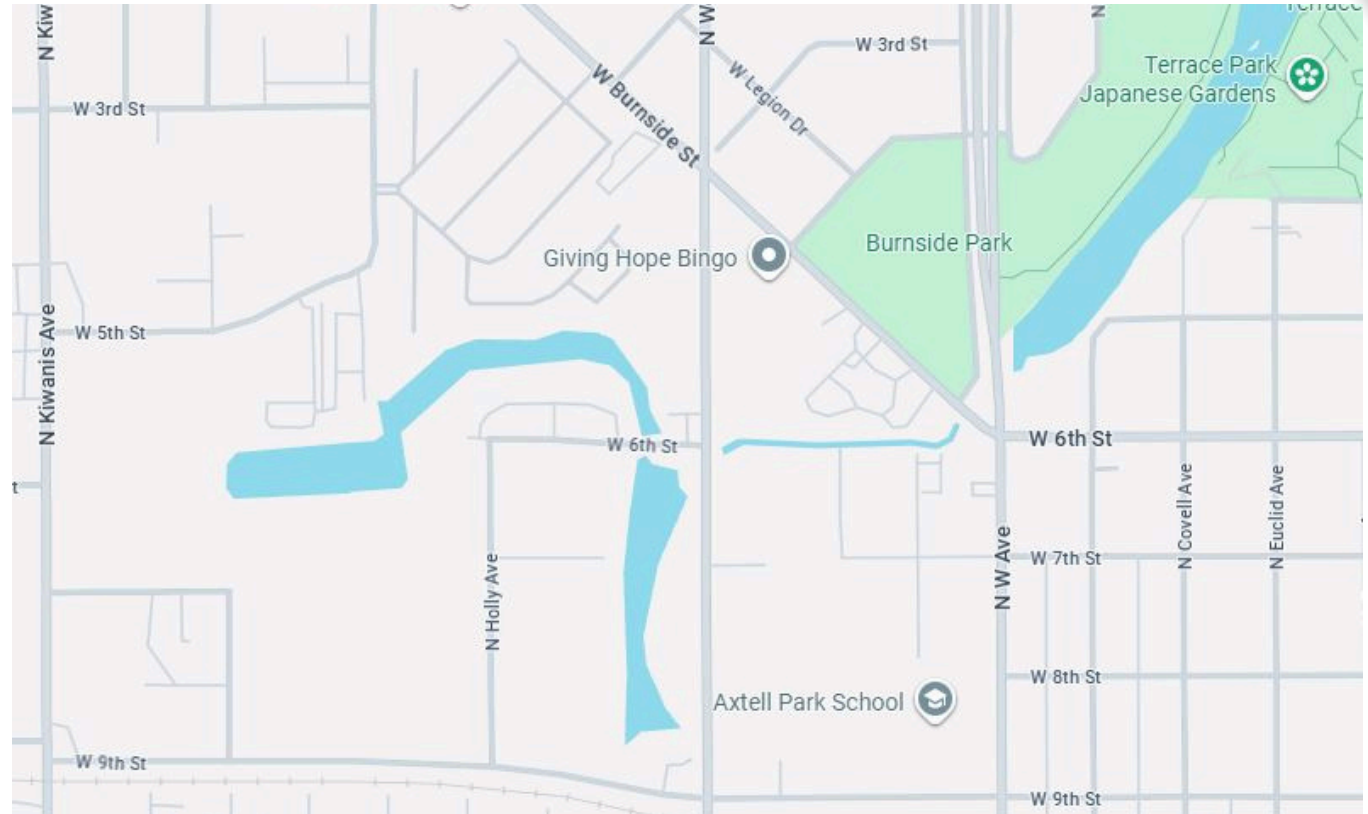 N Kiw
N W
N
Terrace
W 3rd St
Terrace Park
Japanese Gardens
W Burnside St
W Legion Dr
W 3rd St
Burnside Park
Giving Hope Bingo
W 5th St
N Kiwanis Ave
W 6th St
W 6th St
t
N Covell Ave
N Euclid Ave
N Holly Ave
N W Ave
W 7th St
W 8th St
Axtell Park School
W 9th St
W 9th St